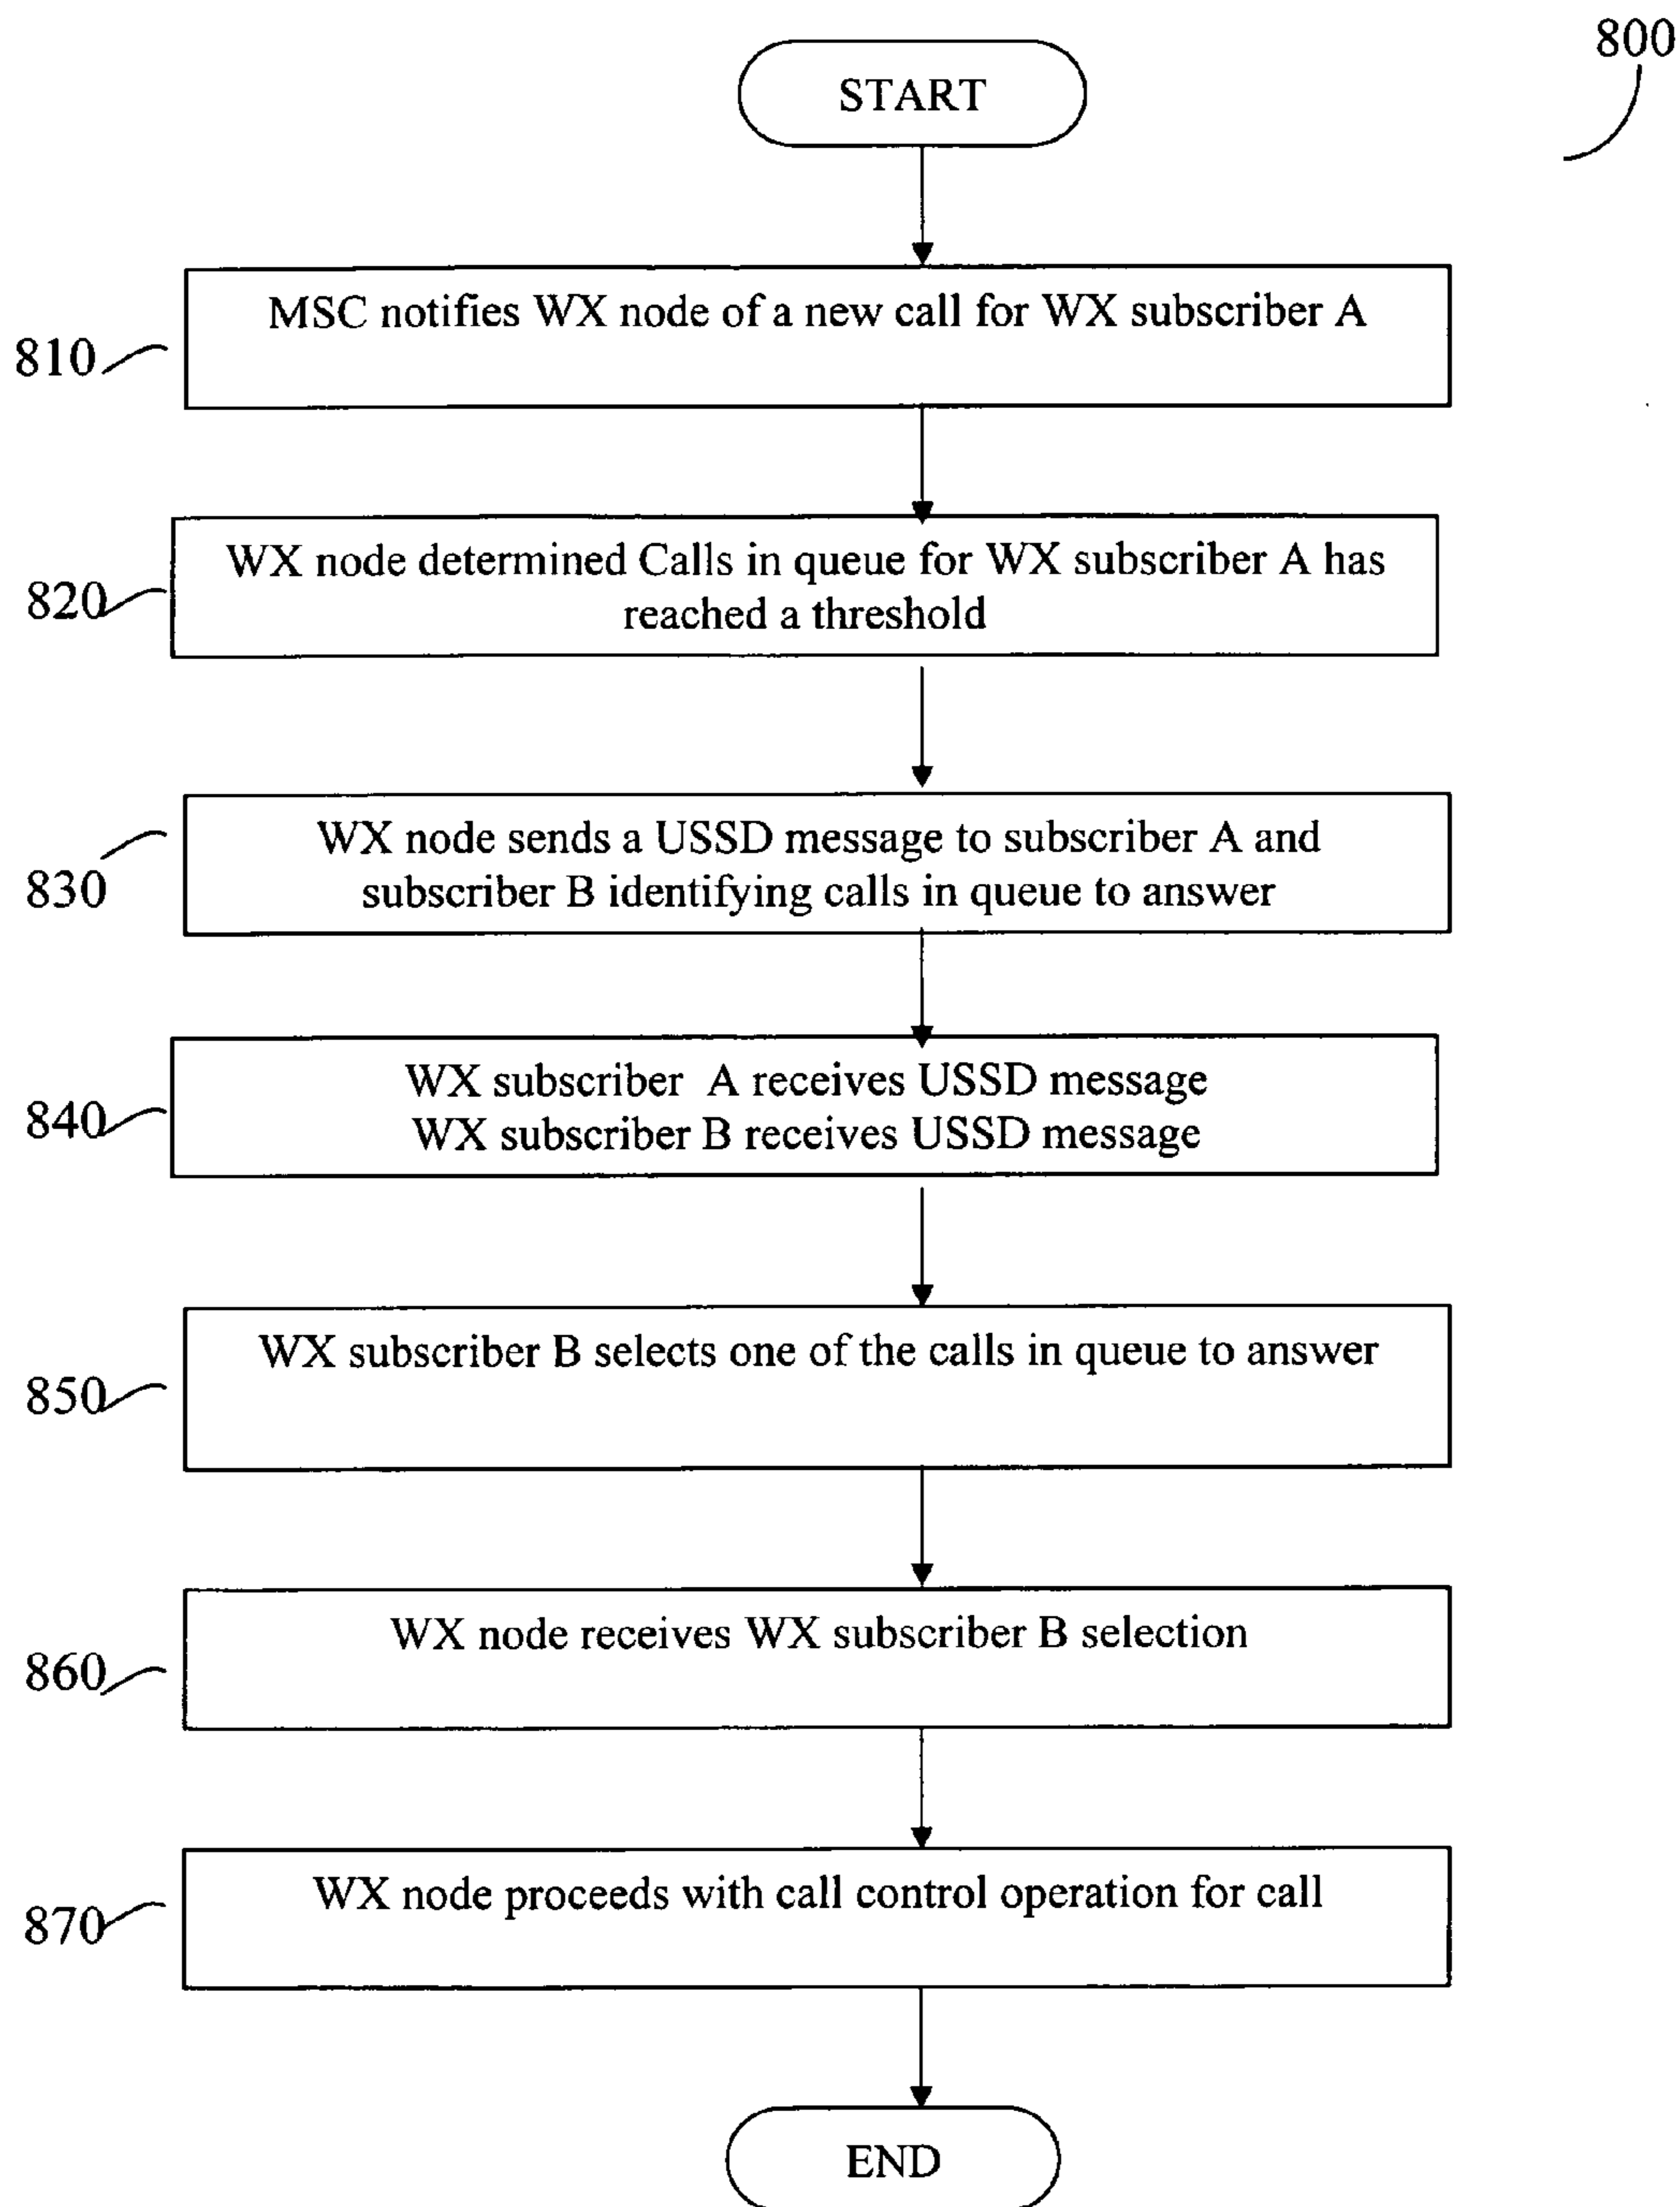 800
START
MSC notifies WX node of a new call for WX subscriber A
810
WX node determined Calls in queue for WX subscriber A has
reached a threshold
820
WX node sends a USSD message to subscriber A and
subscriber B identifying calls in queue to answer
830
WX subscriber A receives USSD message
WX subscriber B receives USSD message
840
WX subscriber B selects one of the calls in queue to answer
850
WX node receives WX subscriber B selection
860
WX node proceeds with call control operation for call
870
END